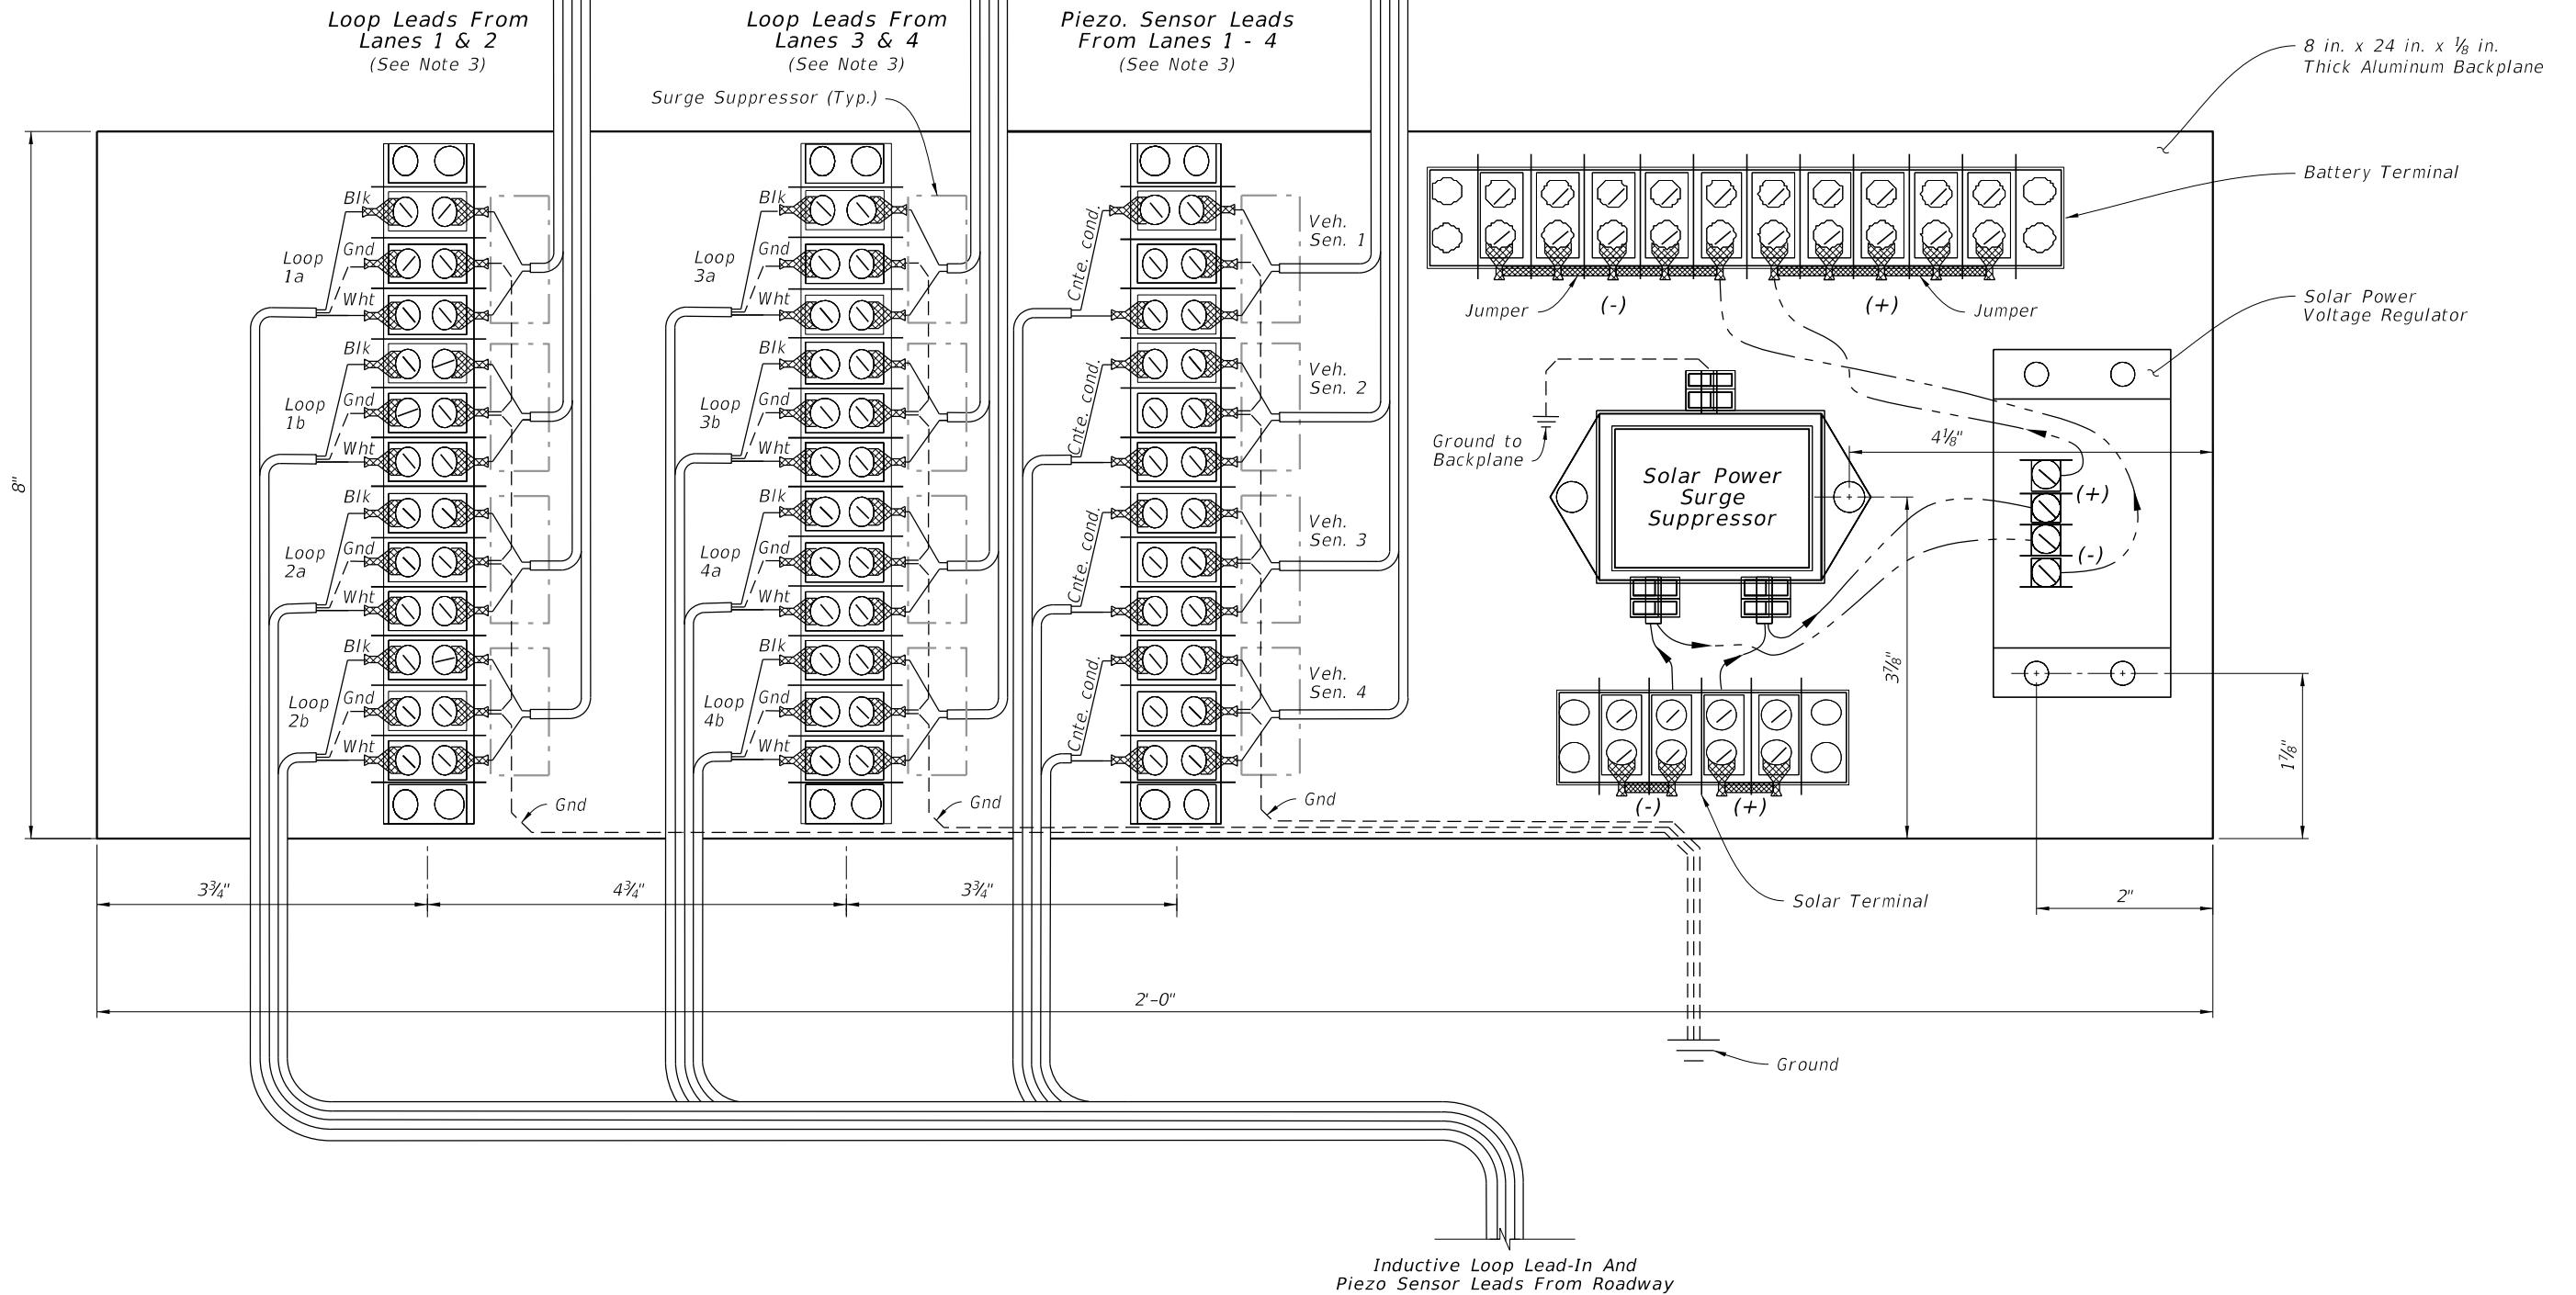 Loop Leads From
Lanes 1 & 2
(See Note 3)
Loop Leads From
Lanes 3 & 4
(See Note 3)
Piezo. Sensor Leads
From Lanes 1 - 4
(See Note 3)
Surge Suppressor (Typ.)
8 in. x 24 in. x ⅛ in.
Thick Aluminum Backplane
Battery Terminal
Solar Power
Voltage Regulator
8"
Blk
Gnd
Wht
Loop
1a
Blk
Gnd
Wht
Loop
1b
Blk
Gnd
Wht
Loop
2a
Blk
Gnd
Wht
Loop
2b
Gnd
Blk
Gnd
Wht
Loop
3a
Blk
Gnd
Wht
Loop
3b
Blk
Gnd
Wht
Loop
4a
Blk
Gnd
Wht
Loop
4b
Gnd
Cnte. cond.
Cnte. cond.
Cnte. cond.
Cnte. cond.
Veh.
Sen. 1
Veh.
Sen. 2
Veh.
Sen. 3
Veh.
Sen. 4
Gnd
Jumper
(-)
(+)
Jumper
Ground to
Backplane
Solar Power
Surge
Suppressor
4⅛"
(+)
(-)
3⅞"
1⅞"
(-)
(+)
Solar Terminal
3¾"
4¾"
3¾"
2"
2'-0"
Ground
Inductive Loop Lead-In And
Piezo Sensor Leads From Roadway